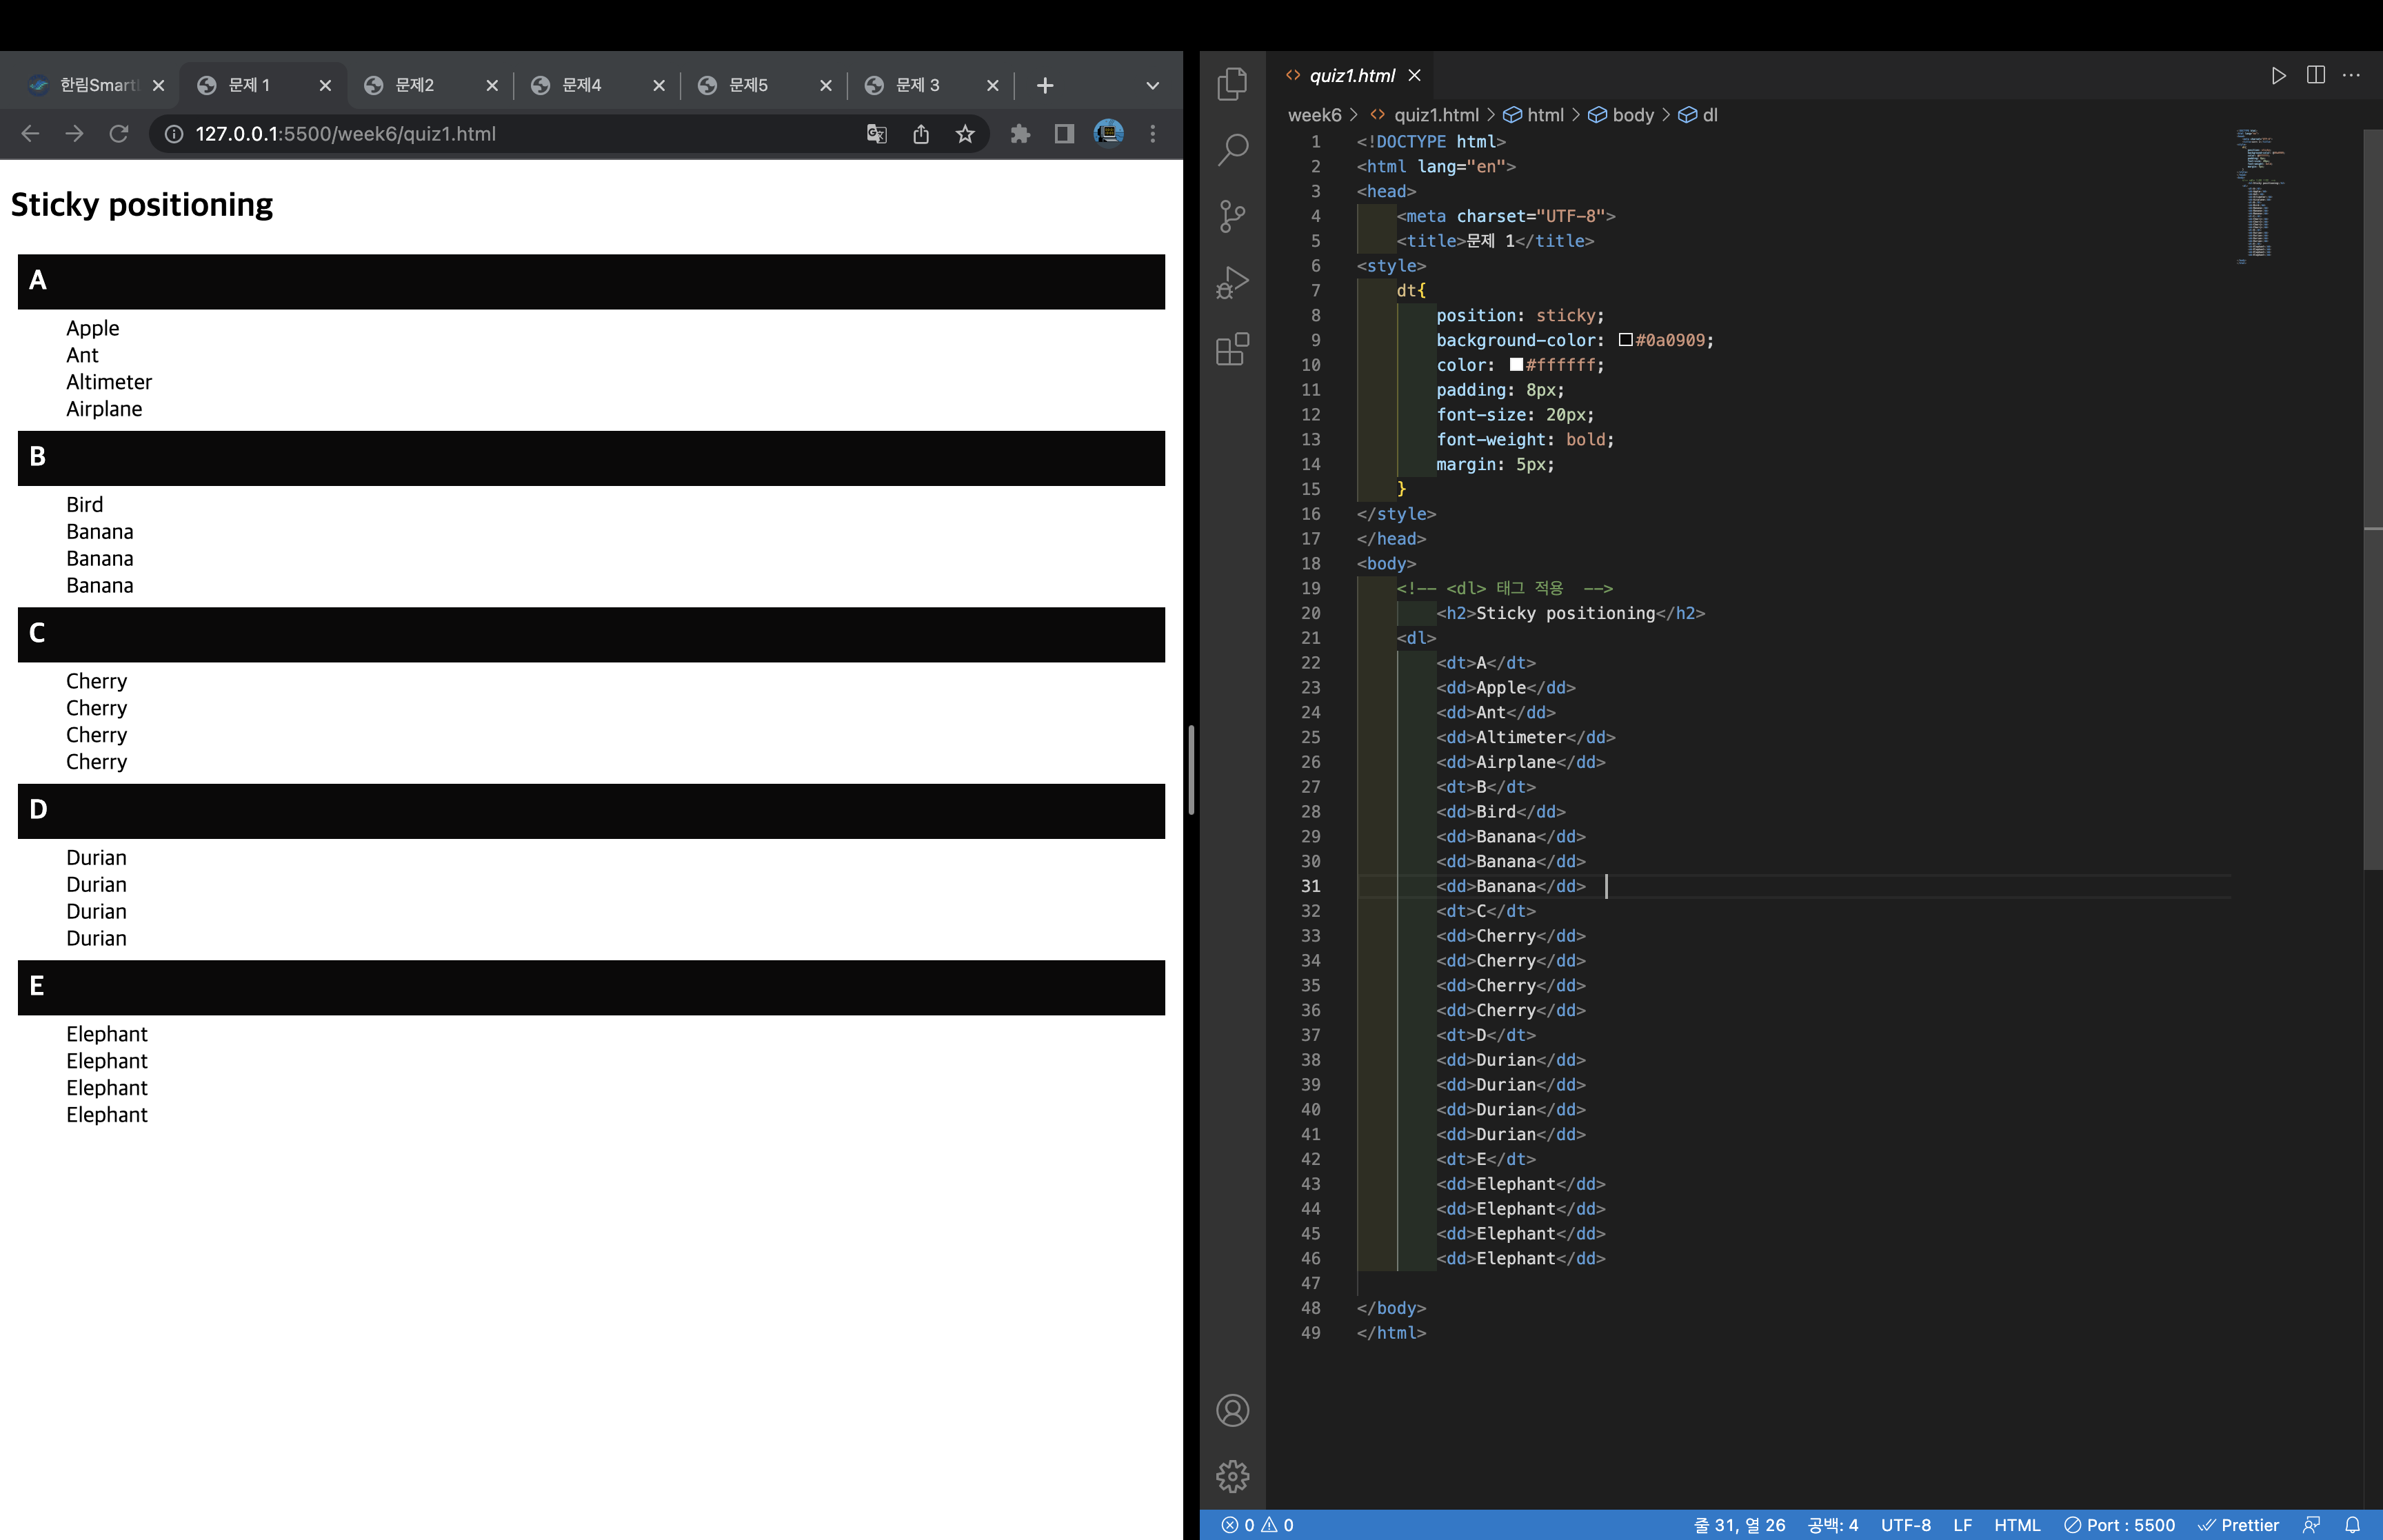 한림Smart
문제 1
문제2
문제4
문제5
문제 3
127.0.0.1:5500/week6/quiz1.html
Sticky positioning
A
Apple
Ant
Altimeter
Airplane
B
Bird
Banana
Banana
Banana
C
Cherry
Cherry
Cherry
Cherry
D
Durian
Durian
Durian
Durian
E
Elephant
Elephant
Elephant
Elephant
quiz1.html
week6 > quiz1.html > html > body > dl
1 <!DOCTYPE html>
2 <html lang="en">
3 <head>
4 <meta charset="UTF-8">
5 <title>문제 1</title>
6 <style>
7 dt{
8 position: sticky;
9 background-color: #0a0909;
10 color: #ffffff;
11 padding: 8px;
12 font-size: 20px;
13 font-weight: bold;
14 margin: 5px;
15 }
16 </style>
17 </head>
18 <body>
19 <!-- <dl> 태그 적용  -->
20 <h2>Sticky positioning</h2>
21 <dl>
22 <dt>A</dt>
23 <dd>Apple</dd>
24 <dd>Ant</dd>
25 <dd>Altimeter</dd>
26 <dd>Airplane</dd>
27 <dt>B</dt>
28 <dd>Bird</dd>
29 <dd>Banana</dd>
30 <dd>Banana</dd>
31 <dd>Banana</dd>
32 <dt>C</dt>
33 <dd>Cherry</dd>
34 <dd>Cherry</dd>
35 <dd>Cherry</dd>
36 <dd>Cherry</dd>
37 <dt>D</dt>
38 <dd>Durian</dd>
39 <dd>Durian</dd>
40 <dd>Durian</dd>
41 <dd>Durian</dd>
42 <dt>E</dt>
43 <dd>Elephant</dd>
44 <dd>Elephant</dd>
45 <dd>Elephant</dd>
46 <dd>Elephant</dd>
47
48 </body>
49 </html>
0 0 줄 31, 열 26 공백: 4 UTF-8 LF HTML Port : 5500 Prettier